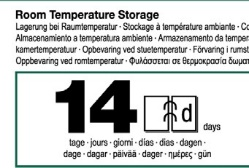 Room Temperature Storage
Lagerung bei Raumtemperatur · Stockage à température ambiante · Co
Almacenamiento a temperatura ambiente · Armazenamento da temper
kamertemperatuur · Opbevering ved stuetemperatur · Förvaring i rumst
Oppbevaring ved romtemperatur · Φυλάσσεται σε θερμοκρασία δωματ
14 d days
tage · jours · giorni · dias · días · dagen ·
dage · dagar · päivää · dager · ημέρες · gün